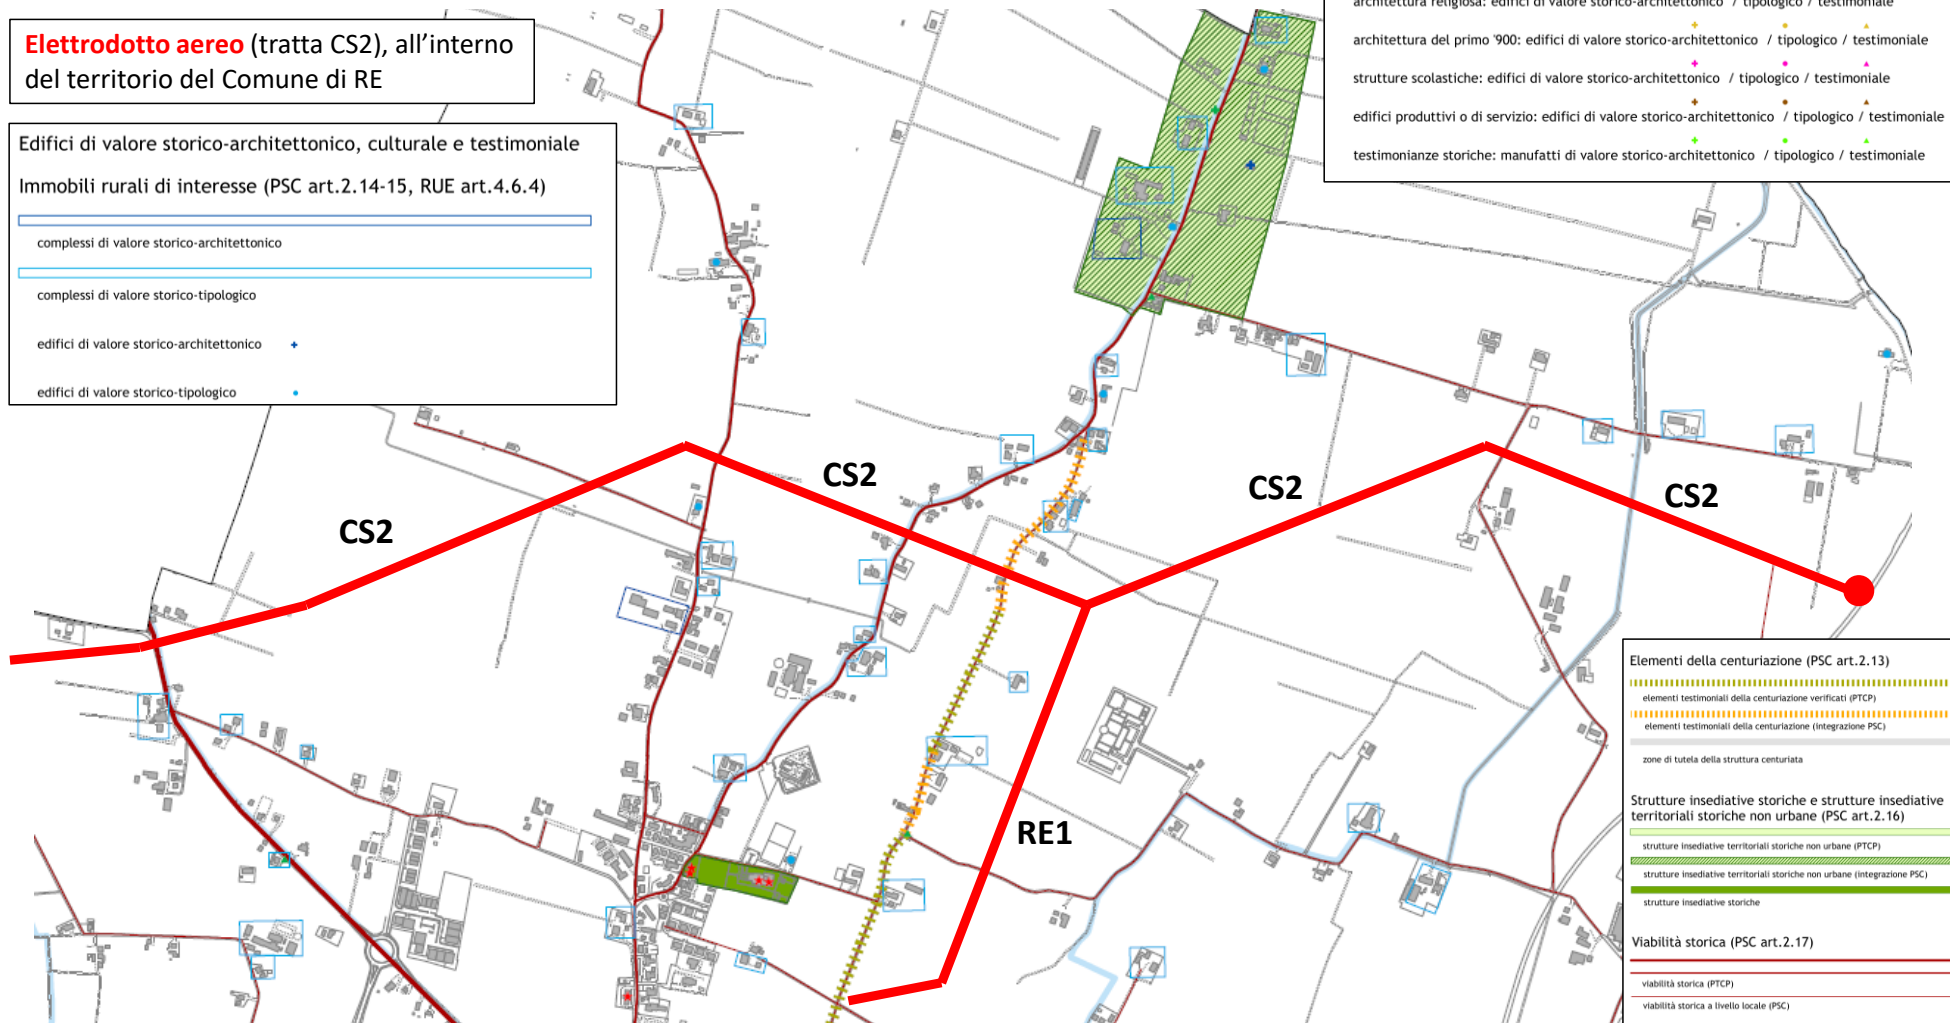 Elettrodotto aereo (tratta CS2), all'interno
del territorio del Comune di RE
Edifici di valore storico-architettonico, culturale e testimoniale
Immobili rurali di interesse (PSC art.2.14-15, RUE art.4.6.4)
complessi di valore storico-architettonico
complessi di valore storico-tipologico
edifici di valore storico-architettonico
edifici di valore storico-tipologico
architettura religiosa: edifici di valore storico-architettonico / tipologico / testimoniale
architettura del primo '900: edifici di valore storico-architettonico / tipologico / testimoniale
strutture scolastiche: edifici di valore storico-architettonico / tipologico / testimoniale
edifici produttivi o di servizio: edifici di valore storico-architettonico / tipologico / testimoniale
testimonianze storiche: manufatti di valore storico-architettonico / tipologico / testimoniale
CS2
CS2
CS2
CS2
RE1
Elementi della centuriazione (PSC art.2.13)
elementi testimoniali della centuriazione verificati (PTCP)
elementi testimoniali della centuriazione (integrazione PSC)
zone di tutela della struttura centuriata
Strutture insediative storiche e strutture insediative
territoriali storiche non urbane (PSC art.2.16)
strutture insediative territoriali storiche non urbane (PTCP)
strutture insediative territoriali storiche non urbane (integrazione PSC)
strutture insediative storiche
Viabilità storica (PSC art.2.17)
viabilità storica (PTCP)
viabilità storica a livello locale (PSC)